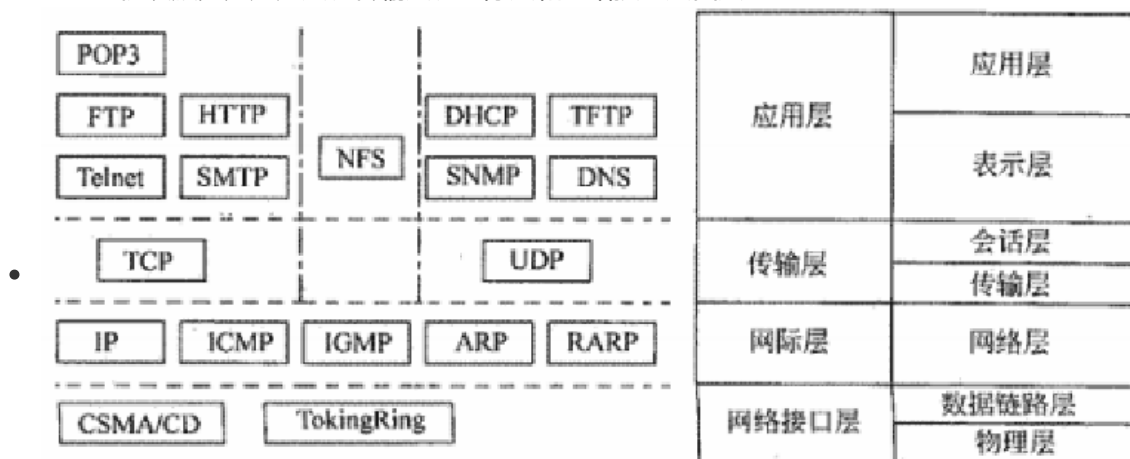 POP3
FTP HTTP DHCP TFTP
NFS
Telnet SMTP SNMP DNS
TCP UDP
IP ICMP IGMP ARP RARP
CSMA/CD TokingRing
应用层 应用层
表示层
传输层 会话层
传输层
网际层 网络层
网络接口层 数据链路层
物理层